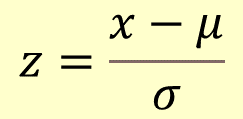 z = (x − μ) / σ